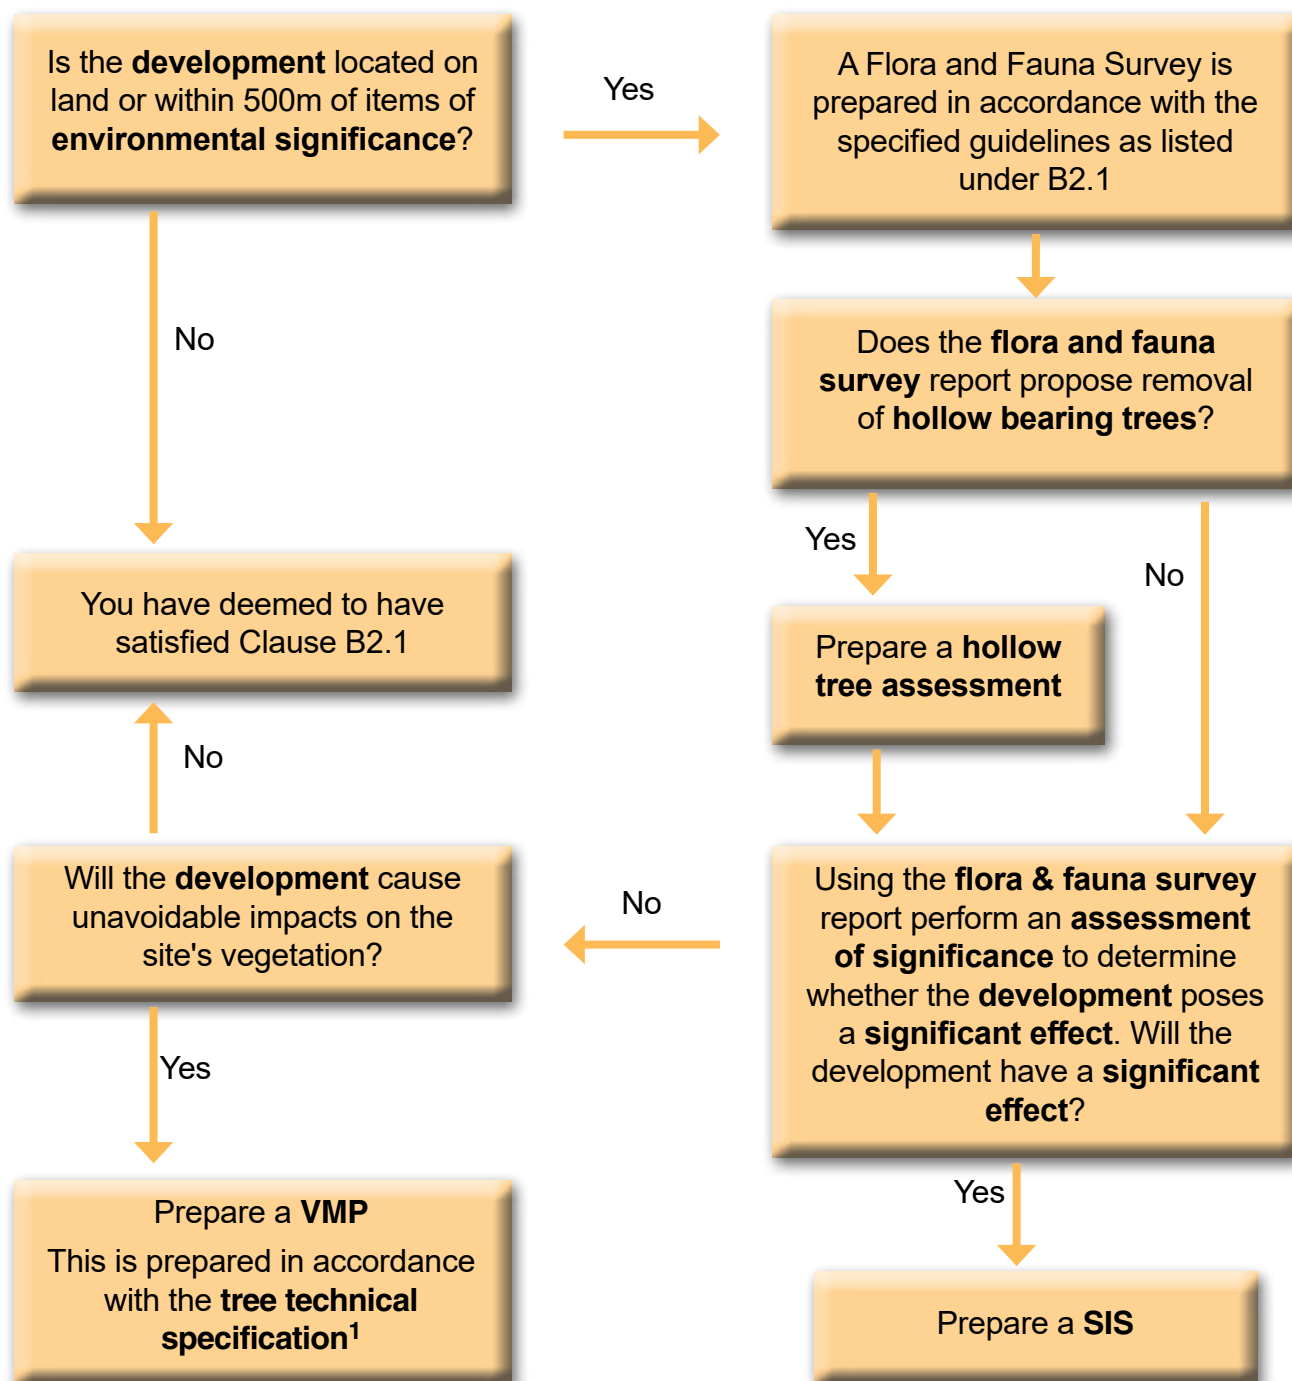 Is the development located on
land or within 500m of items of
environmental significance?
Yes
A Flora and Fauna Survey is
prepared in accordance with the
specified guidelines as listed
under B2.1
No
Does the flora and fauna
survey report propose removal
of hollow bearing trees?
Yes
No
You have deemed to have
satisfied Clause B2.1
Prepare a hollow
tree assessment
No
Will the development cause
unavoidable impacts on the
site's vegetation?
No
Using the flora & fauna survey
report perform an assessment
of significance to determine
whether the development poses
a significant effect. Will the
development have a significant
effect?
Yes
Yes
Prepare a VMP
This is prepared in accordance
with the tree technical
specification¹
Prepare a SIS